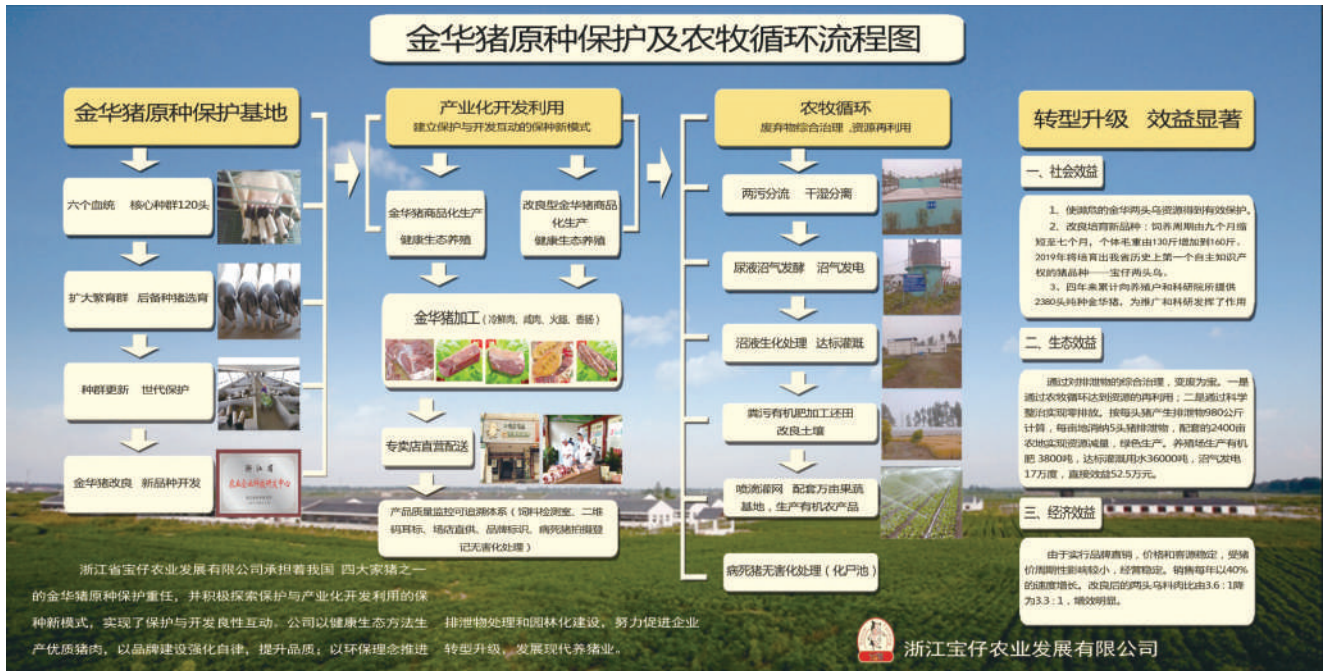 金华猪原种保护及农牧循环流程图
金华猪原种保护基地
六个血统 核心种群120头
扩大繁育群 后备种猪选育
种群更新 世代保护
金华猪改良 新品种开发
浙江省
产业化开发利用
建立保护与开发互动的保种新模式
金华猪商品化生产
健康生态养殖
改良型金华猪商品
化生产
健康生态养殖
金华猪加工（冷鲜肉、咸肉、火腿、香肠）
专卖店直营配送
产品质量监控可追溯体系（饲料检测室、二维
码耳标、场店直供、品牌标识、病死猪拍摄登
记无害化处理）
农牧循环
废弃物综合治理，资源再利用
两污分流 干湿分离
尿液沼气发酵 沼气发电
沼液生化处理 达标灌溉
粪污有机肥加工还田
改良土壤
喷滴灌网 配套万亩果蔬
基地，生产有机农产品
病死猪无害化处理（化尸池）
转型升级 效益显著
一、社会效益
1、使濒危的金华两头乌资源得到有效保护。
2、改良培育新品种：饲养周期由九个月缩
短至七个月，个体毛重由130斤增加到160斤。
2019年将培育出我省历史上第一个自主知识产
权的猪品种——宝仔两头乌。
3、四年来累计向养殖户和科研院所提供
2380头纯种金华猪，为推广和科研发挥了作用
二、生态效益
通过对排泄物的综合治理，变废为宝。一是
通过农牧循环达到资源的再利用；二是通过科学
整治实现零排放。按每头猪产生排泄物980公斤
计算，每亩地消纳5头猪排泄物，配套的2400亩
农地实现资源减量，绿色生产。养猪场生产有机
肥 3800吨，达标灌溉用水36000吨，沼气发电
17万度，直接效益52.5万元。
三、经济效益
由于实行品牌直销，价格和客源稳定，受猪
价周期性影响较小，经营稳定。销售每年以40%
的速度增长。改良后的两头乌料肉比由3.6：1降
为3.3：1，增效明显。
浙江省宝仔农业发展有限公司承担着我国 四大家猪之一
的金华猪原种保护重任，并积极探索保护与产业化开发利用的保
种新模式，实现了保护与开发良性互动。公司以健康生态方法生
产优质猪肉，以品牌建设强化自律，提升品质；以环保理念推进
排泄物处理和园林化建设，努力促进企业
转型升级，发展现代养猪业。
浙江宝仔农业发展有限公司